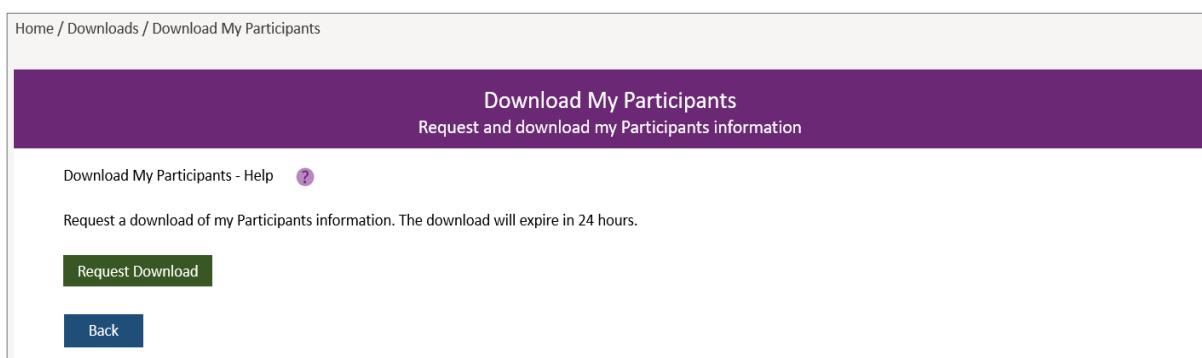 Home / Downloads / Download My Participants
Download My Participants
Request and download my Participants information
Download My Participants - Help ?
Request a download of my Participants information. The download will expire in 24 hours.
Request Download
Back